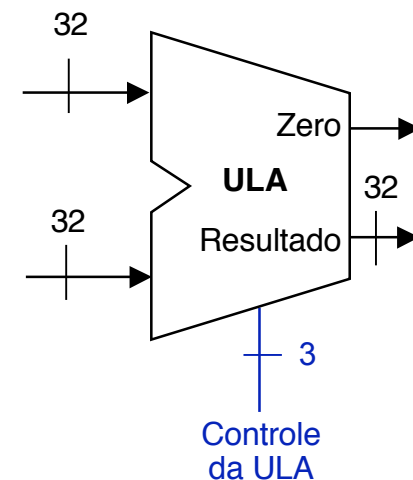 32
Zero
ULA
32
32
Resultado
3
Controle
da ULA